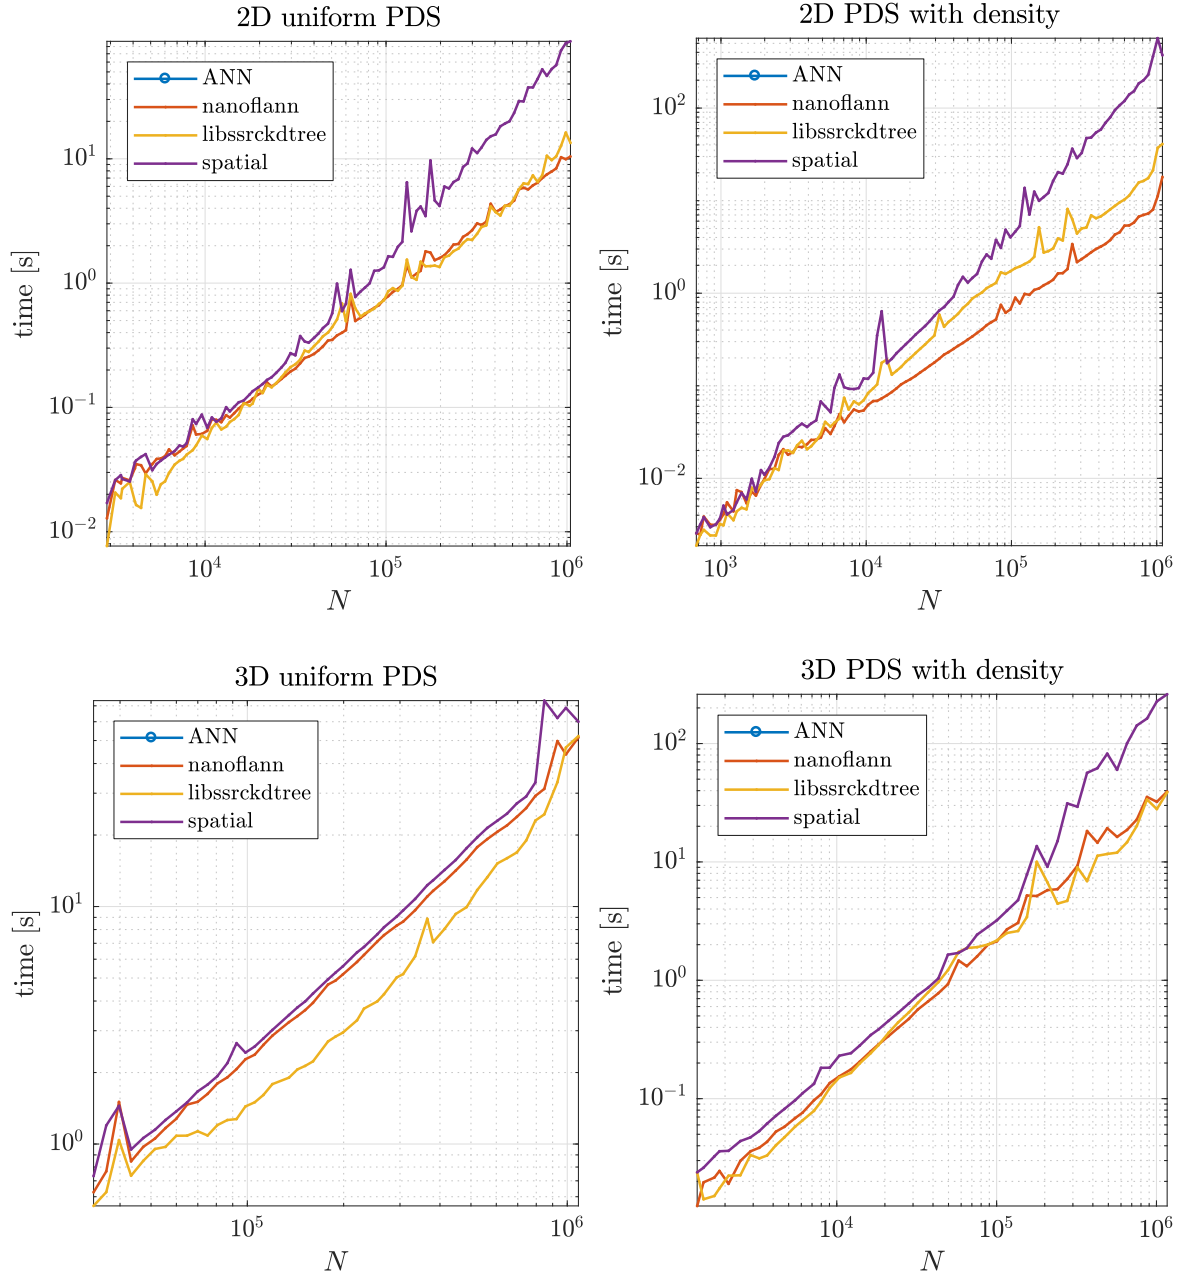 2D uniform PDS
ANN
nanoflann
libssrckdtree
spatial
10^1
10^0
10^{-1}
10^{-2}
time [s]
10^4
10^5
10^6
N
2D PDS with density
ANN
nanoflann
libssrckdtree
spatial
10^2
10^0
10^{-2}
time [s]
10^3
10^4
10^5
10^6
N
3D uniform PDS
ANN
nanoflann
libssrckdtree
spatial
10^1
10^0
time [s]
10^5
10^6
N
3D PDS with density
ANN
nanoflann
libssrckdtree
spatial
10^2
10^1
10^0
10^{-1}
time [s]
10^4
10^5
10^6
N